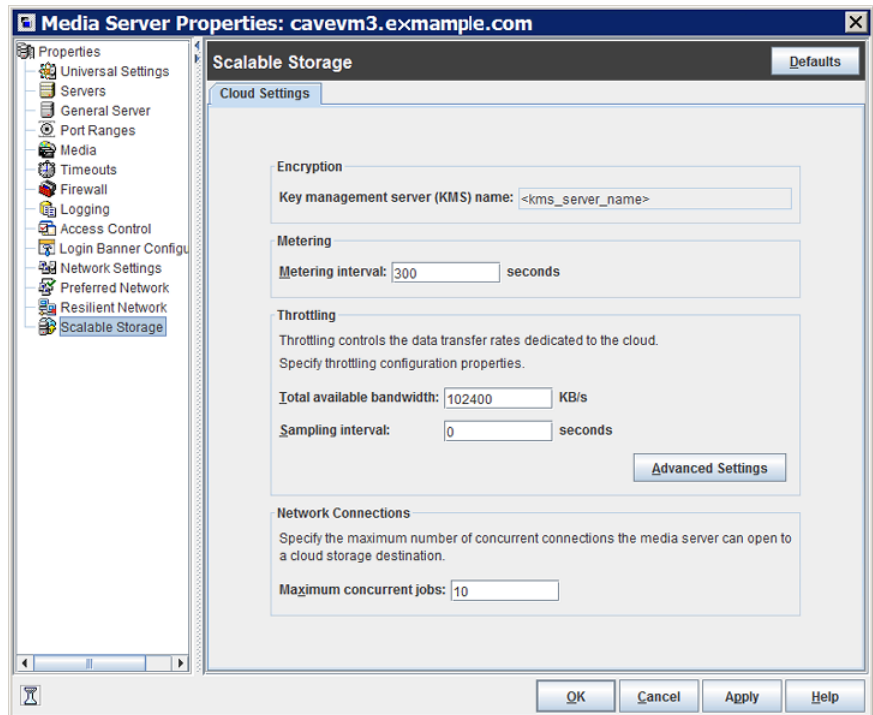 Media Server Properties: cavevm3.exmample.com
Properties
Universal Settings
Servers
General Server
Port Ranges
Media
Timeouts
Firewall
Logging
Access Control
Login Banner Configu
Network Settings
Preferred Network
Resilient Network
Scalable Storage
Scalable Storage
Defaults
Cloud Settings
Encryption
Key management server (KMS) name: <kms_server_name>
Metering
Metering interval: 300 seconds
Throttling
Throttling controls the data transfer rates dedicated to the cloud.
Specify throttling configuration properties.
Total available bandwidth: 102400 KB/s
Sampling interval: 0 seconds
Advanced Settings
Network Connections
Specify the maximum number of concurrent connections the media server can open to
a cloud storage destination.
Maximum concurrent jobs: 10
OK Cancel Apply Help